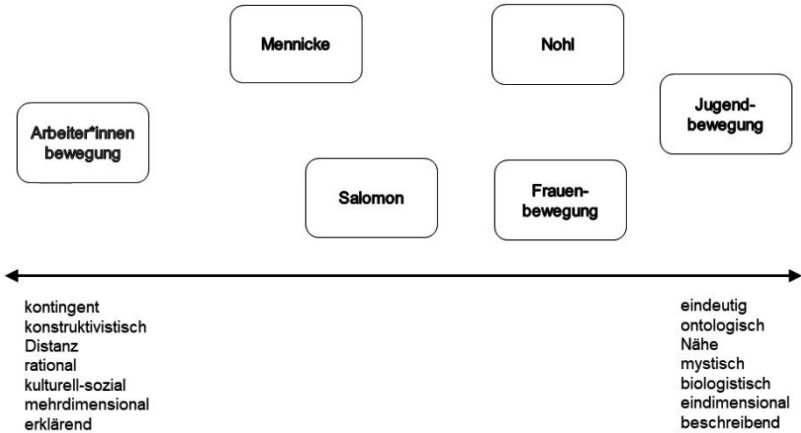 Mennicke
Nohl
Jugend-
bewegung
Arbeiter*innen
bewegung
Salomon
Frauen-
bewegung
kontingent
konstruktivistisch
Distanz
rational
kulturell-sozial
mehrdimensional
erklärend
eindeutig
ontologisch
Nähe
mystisch
biologistisch
eindimensional
beschreibend